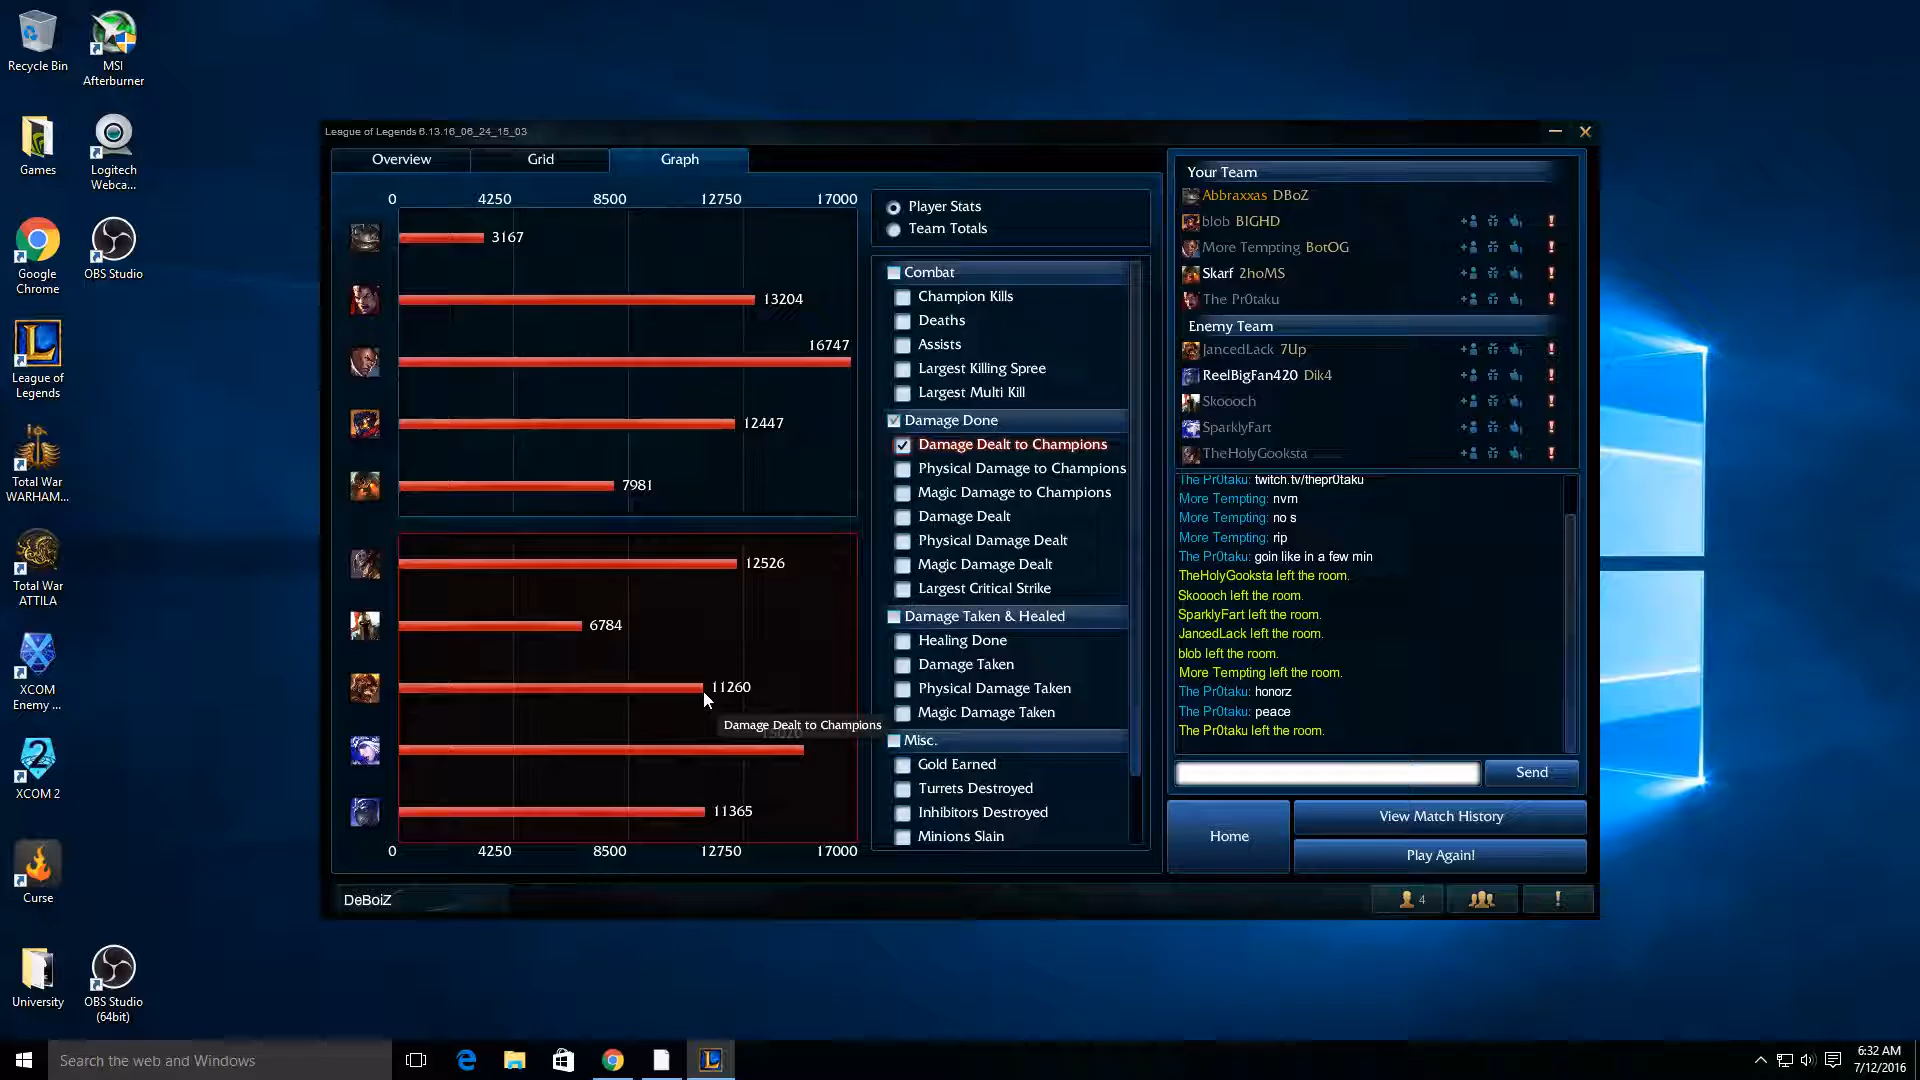 Recycle Bin
MSI Afterburner
Games
Logitech Webca...
Google Chrome
OBS Studio
League of Legends
Total War WARHAM...
Total War ATTILA
XCOM Enemy ...
XCOM 2
Curse
University
OBS Studio (64bit)
League of Legends 6.13.16_06_24_15_03
Overview
Grid
Graph
0 4250 8500 12750 17000
3167
13204
16747
12447
7981
12526
6784
11260
Damage Dealt to Champions
11365
0 4250 8500 12750 17000
Player Stats
Team Totals
Combat
Champion Kills
Deaths
Assists
Largest Killing Spree
Largest Multi Kill
Damage Done
Damage Dealt to Champions
Physical Damage to Champions
Magic Damage to Champions
Damage Dealt
Physical Damage Dealt
Magic Damage Dealt
Largest Critical Strike
Damage Taken & Healed
Healing Done
Damage Taken
Physical Damage Taken
Magic Damage Taken
Misc.
Gold Earned
Turrets Destroyed
Inhibitors Destroyed
Minions Slain
Your Team
Abbraxxas DBoZ
blob BIGHD
More Tempting BotOG
Skarf 2hoMS
The Pr0taku
Enemy Team
JancedLack 7Up
ReelBigFan420 Dik4
Skoooch
SparklyFart
TheHolyGooksta
The Pr0taku: twitch.tv/thepr0taku
More Tempting: nvm
More Tempting: no s
More Tempting: rip
The Pr0taku: goin like in a few min
TheHolyGooksta left the room.
Skoooch left the room.
SparklyFart left the room.
JancedLack left the room.
blob left the room.
More Tempting left the room.
The Pr0taku: honorz
The Pr0taku: peace
The Pr0taku left the room.
Send
Home
View Match History
Play Again!
DeBoiZ
4
Search the web and Windows
6:32 AM
7/12/2016